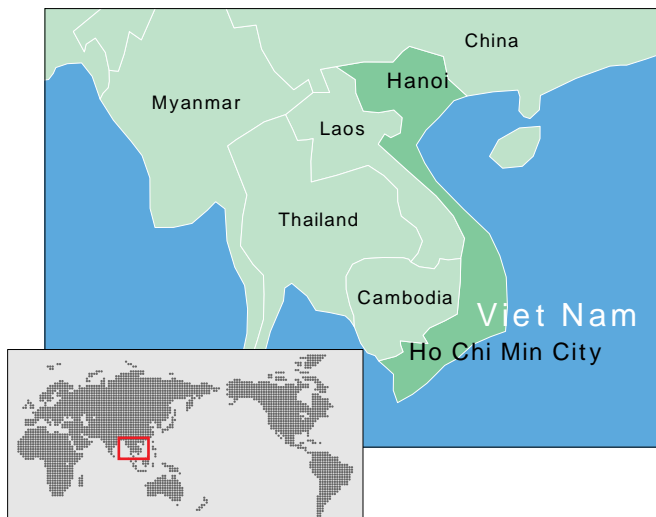 China
Hanoi
Myanmar
Laos
Thailand
Cambodia
Viet Nam
Ho Chi Min City